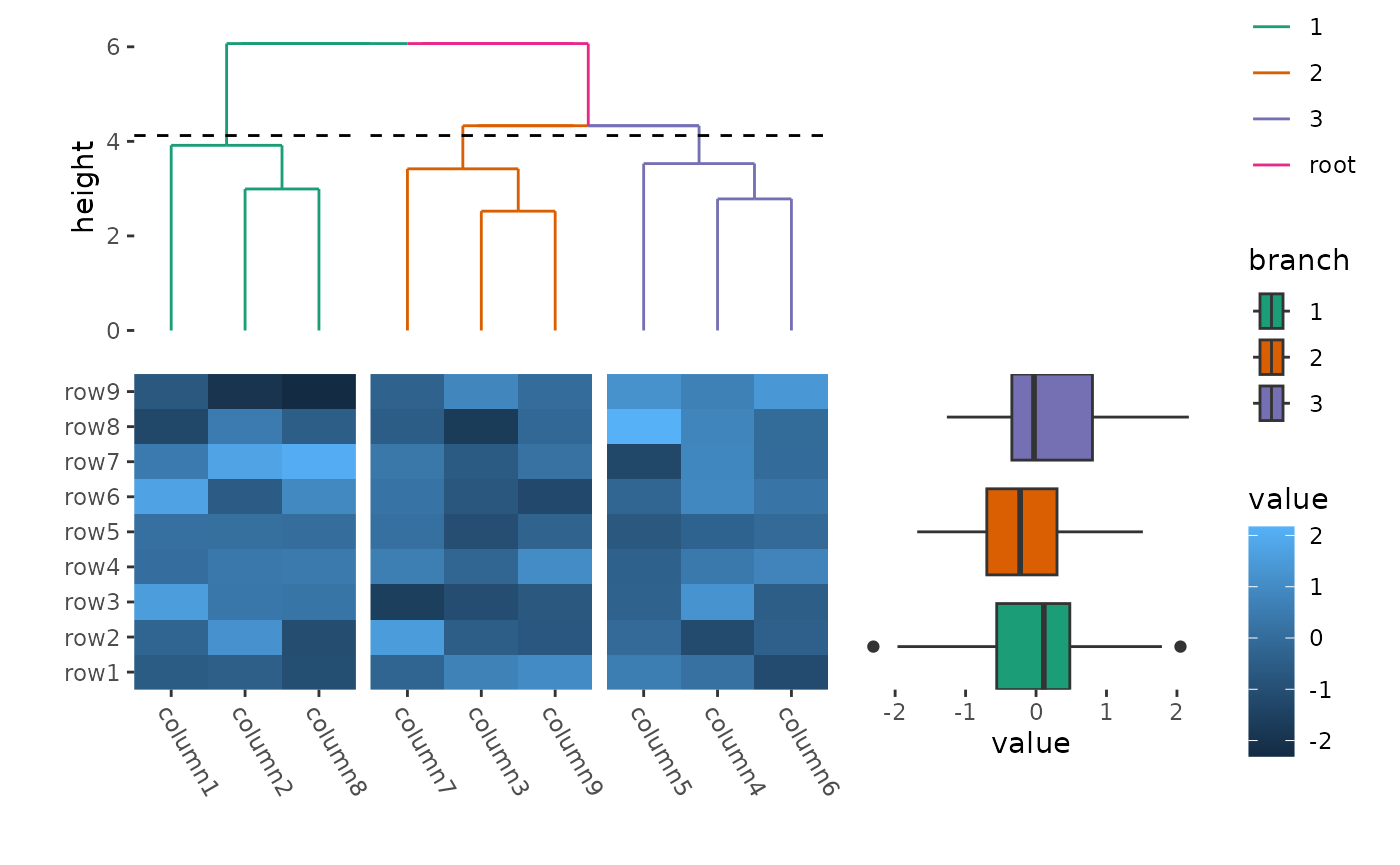 height
6
4
2
0
row9
row8
row7
row6
row5
row4
row3
row2
row1
column1 column2 column8 column7 column3 column9 column5 column4 column6
-2 -1 0 1 2
value
1
2
3
root
branch
1
2
3
value
2
1
0
-1
-2